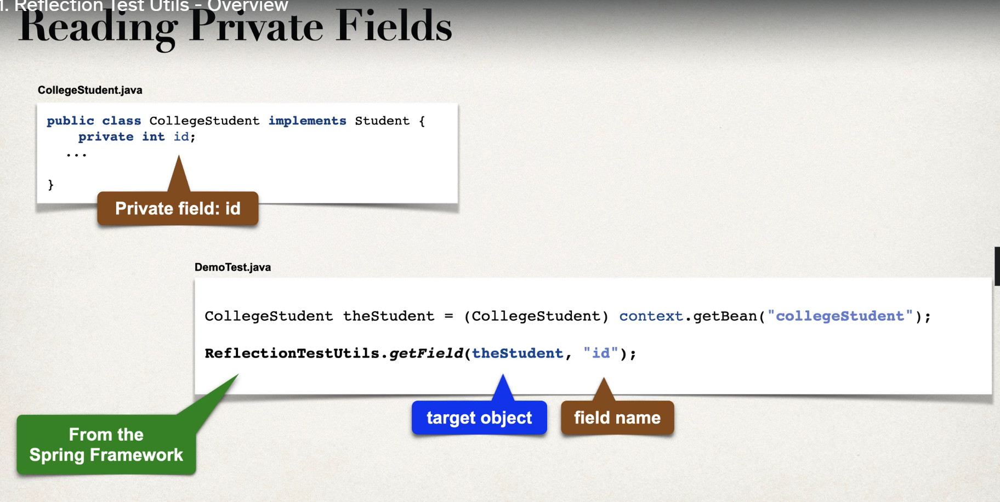 1. Reflection Test Utils - Overview
Reading Private Fields
CollegeStudent.java
public class CollegeStudent implements Student {
private int id;
...
}
Private field: id
DemoTest.java
CollegeStudent theStudent = (CollegeStudent) context.getBean("collegeStudent");
ReflectionTestUtils.getField(theStudent, "id");
target object
field name
From the
Spring Framework